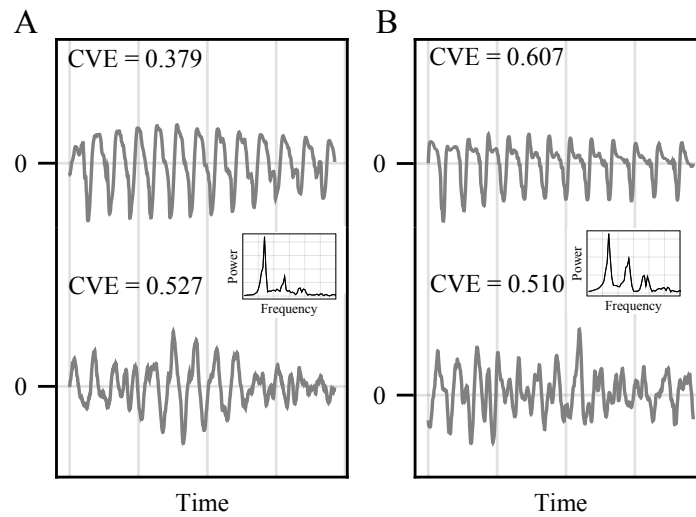 A
CVE = 0.379
0
Power
Frequency
CVE = 0.527
0
Time
B
CVE = 0.607
0
Power
Frequency
CVE = 0.510
0
Time